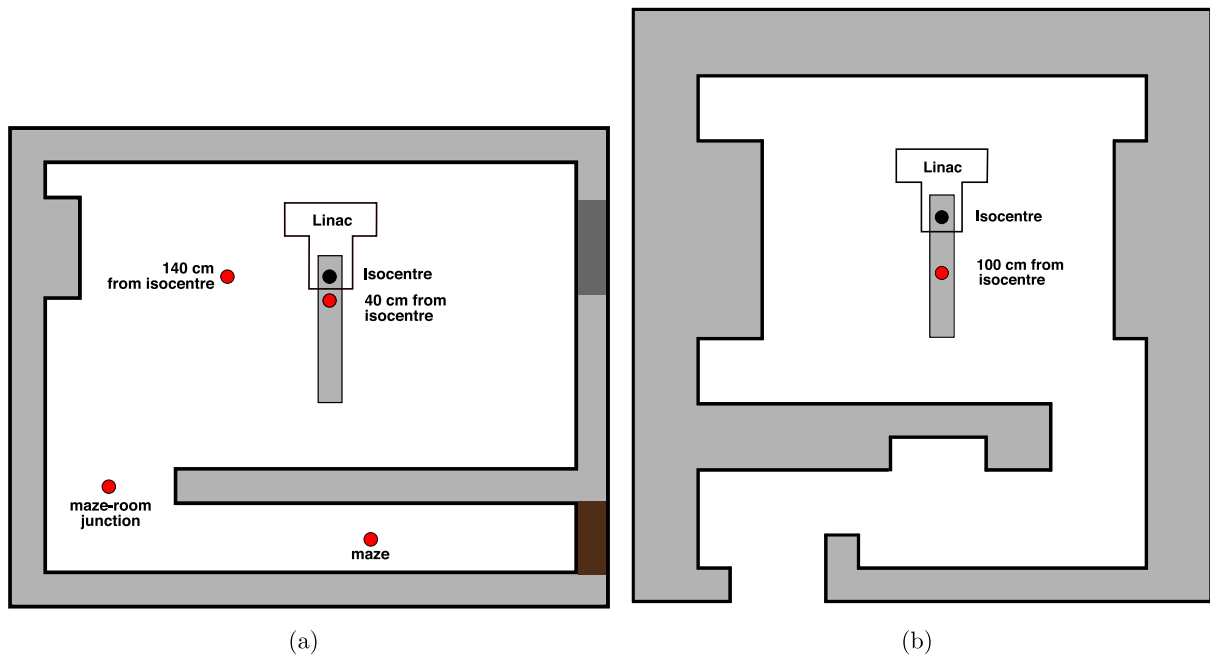 Linac
Isocentre
140 cm
from isocentre
40 cm from
isocentre
maze-room
junction
maze
(a)
Linac
Isocentre
100 cm from
isocentre
(b)